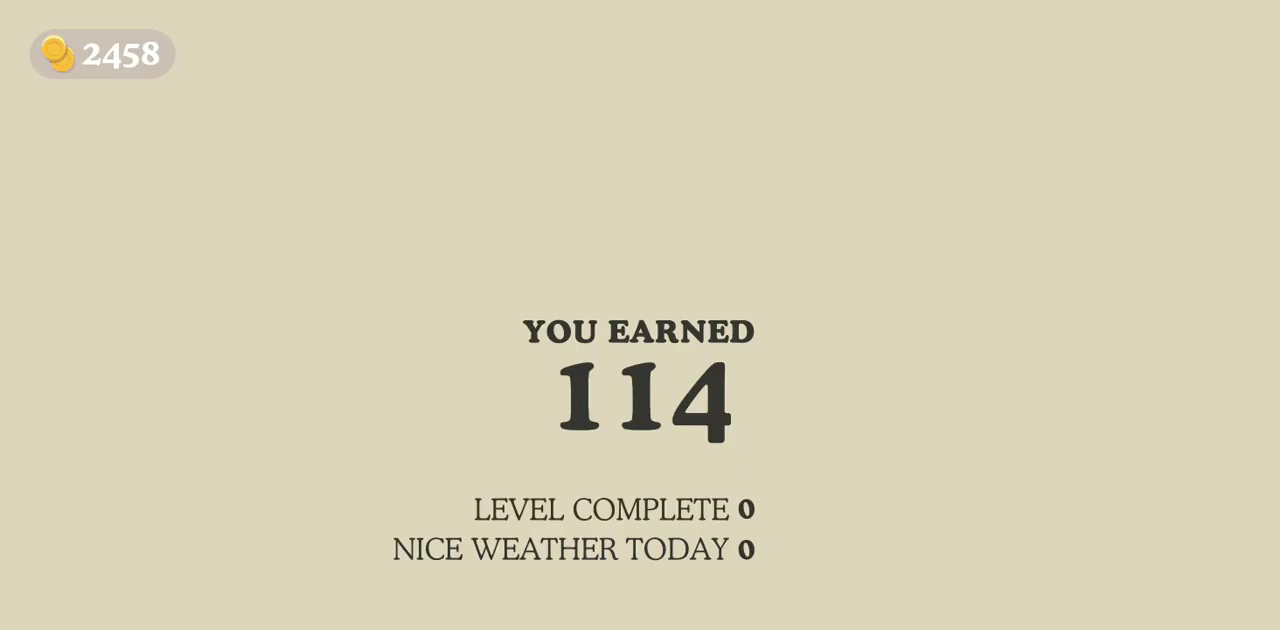 2458
YOU EARNED
114
LEVEL COMPLETE 0
NICE WEATHER TODAY 0